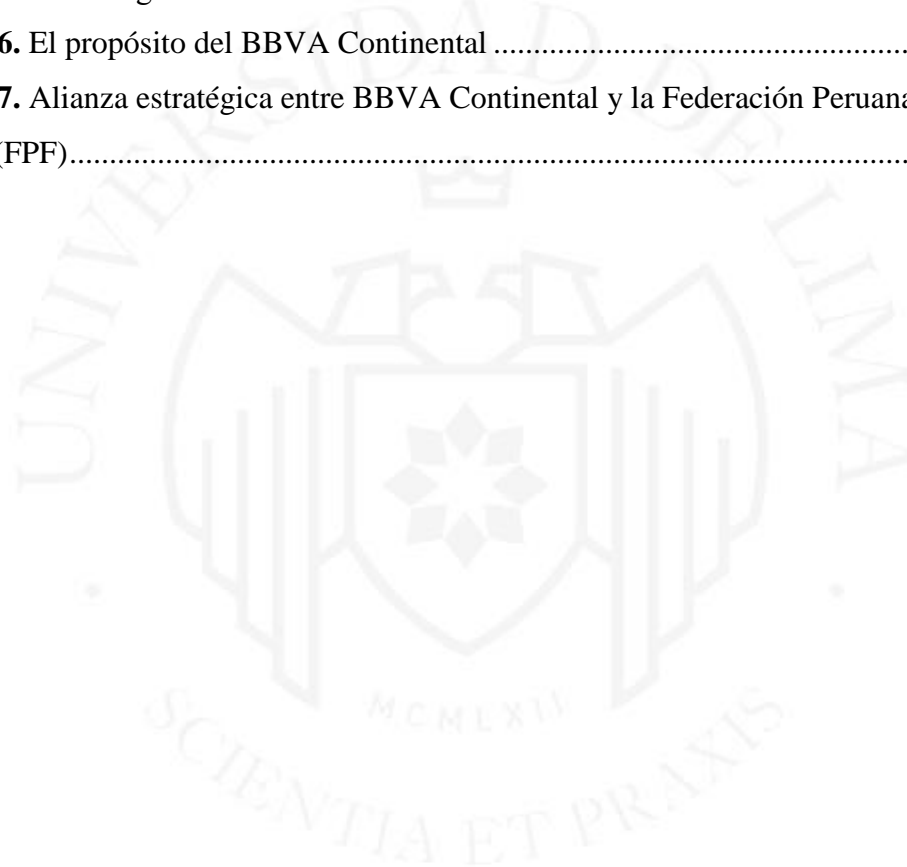 6. El propósito del BBVA Continental ....................................................
7. Alianza estratégica entre BBVA Continental y la Federación Peruana
(FPF)........................................................................................................
UNIVERSIDAD DE LIMA
MCMLXII
SCIENTIA ET PRAXIS